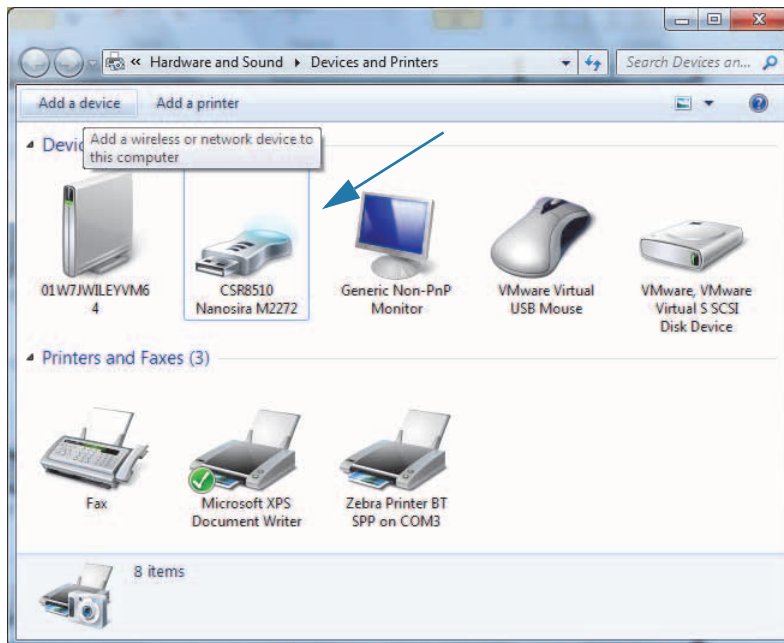 Hardware and Sound
Devices and Printers
Search Devices an...
Add a device
Add a printer
Add a wireless or network device to
this computer
01W7JWILEYVM6
4
CSR8510
Nanosira M2272
Generic Non-PnP
Monitor
VMware Virtual
USB Mouse
VMware, VMware
Virtual S SCSI
Disk Device
Printers and Faxes (3)
Fax
Microsoft XPS
Document Writer
Zebra Printer BT
SPP on COM3
8 items